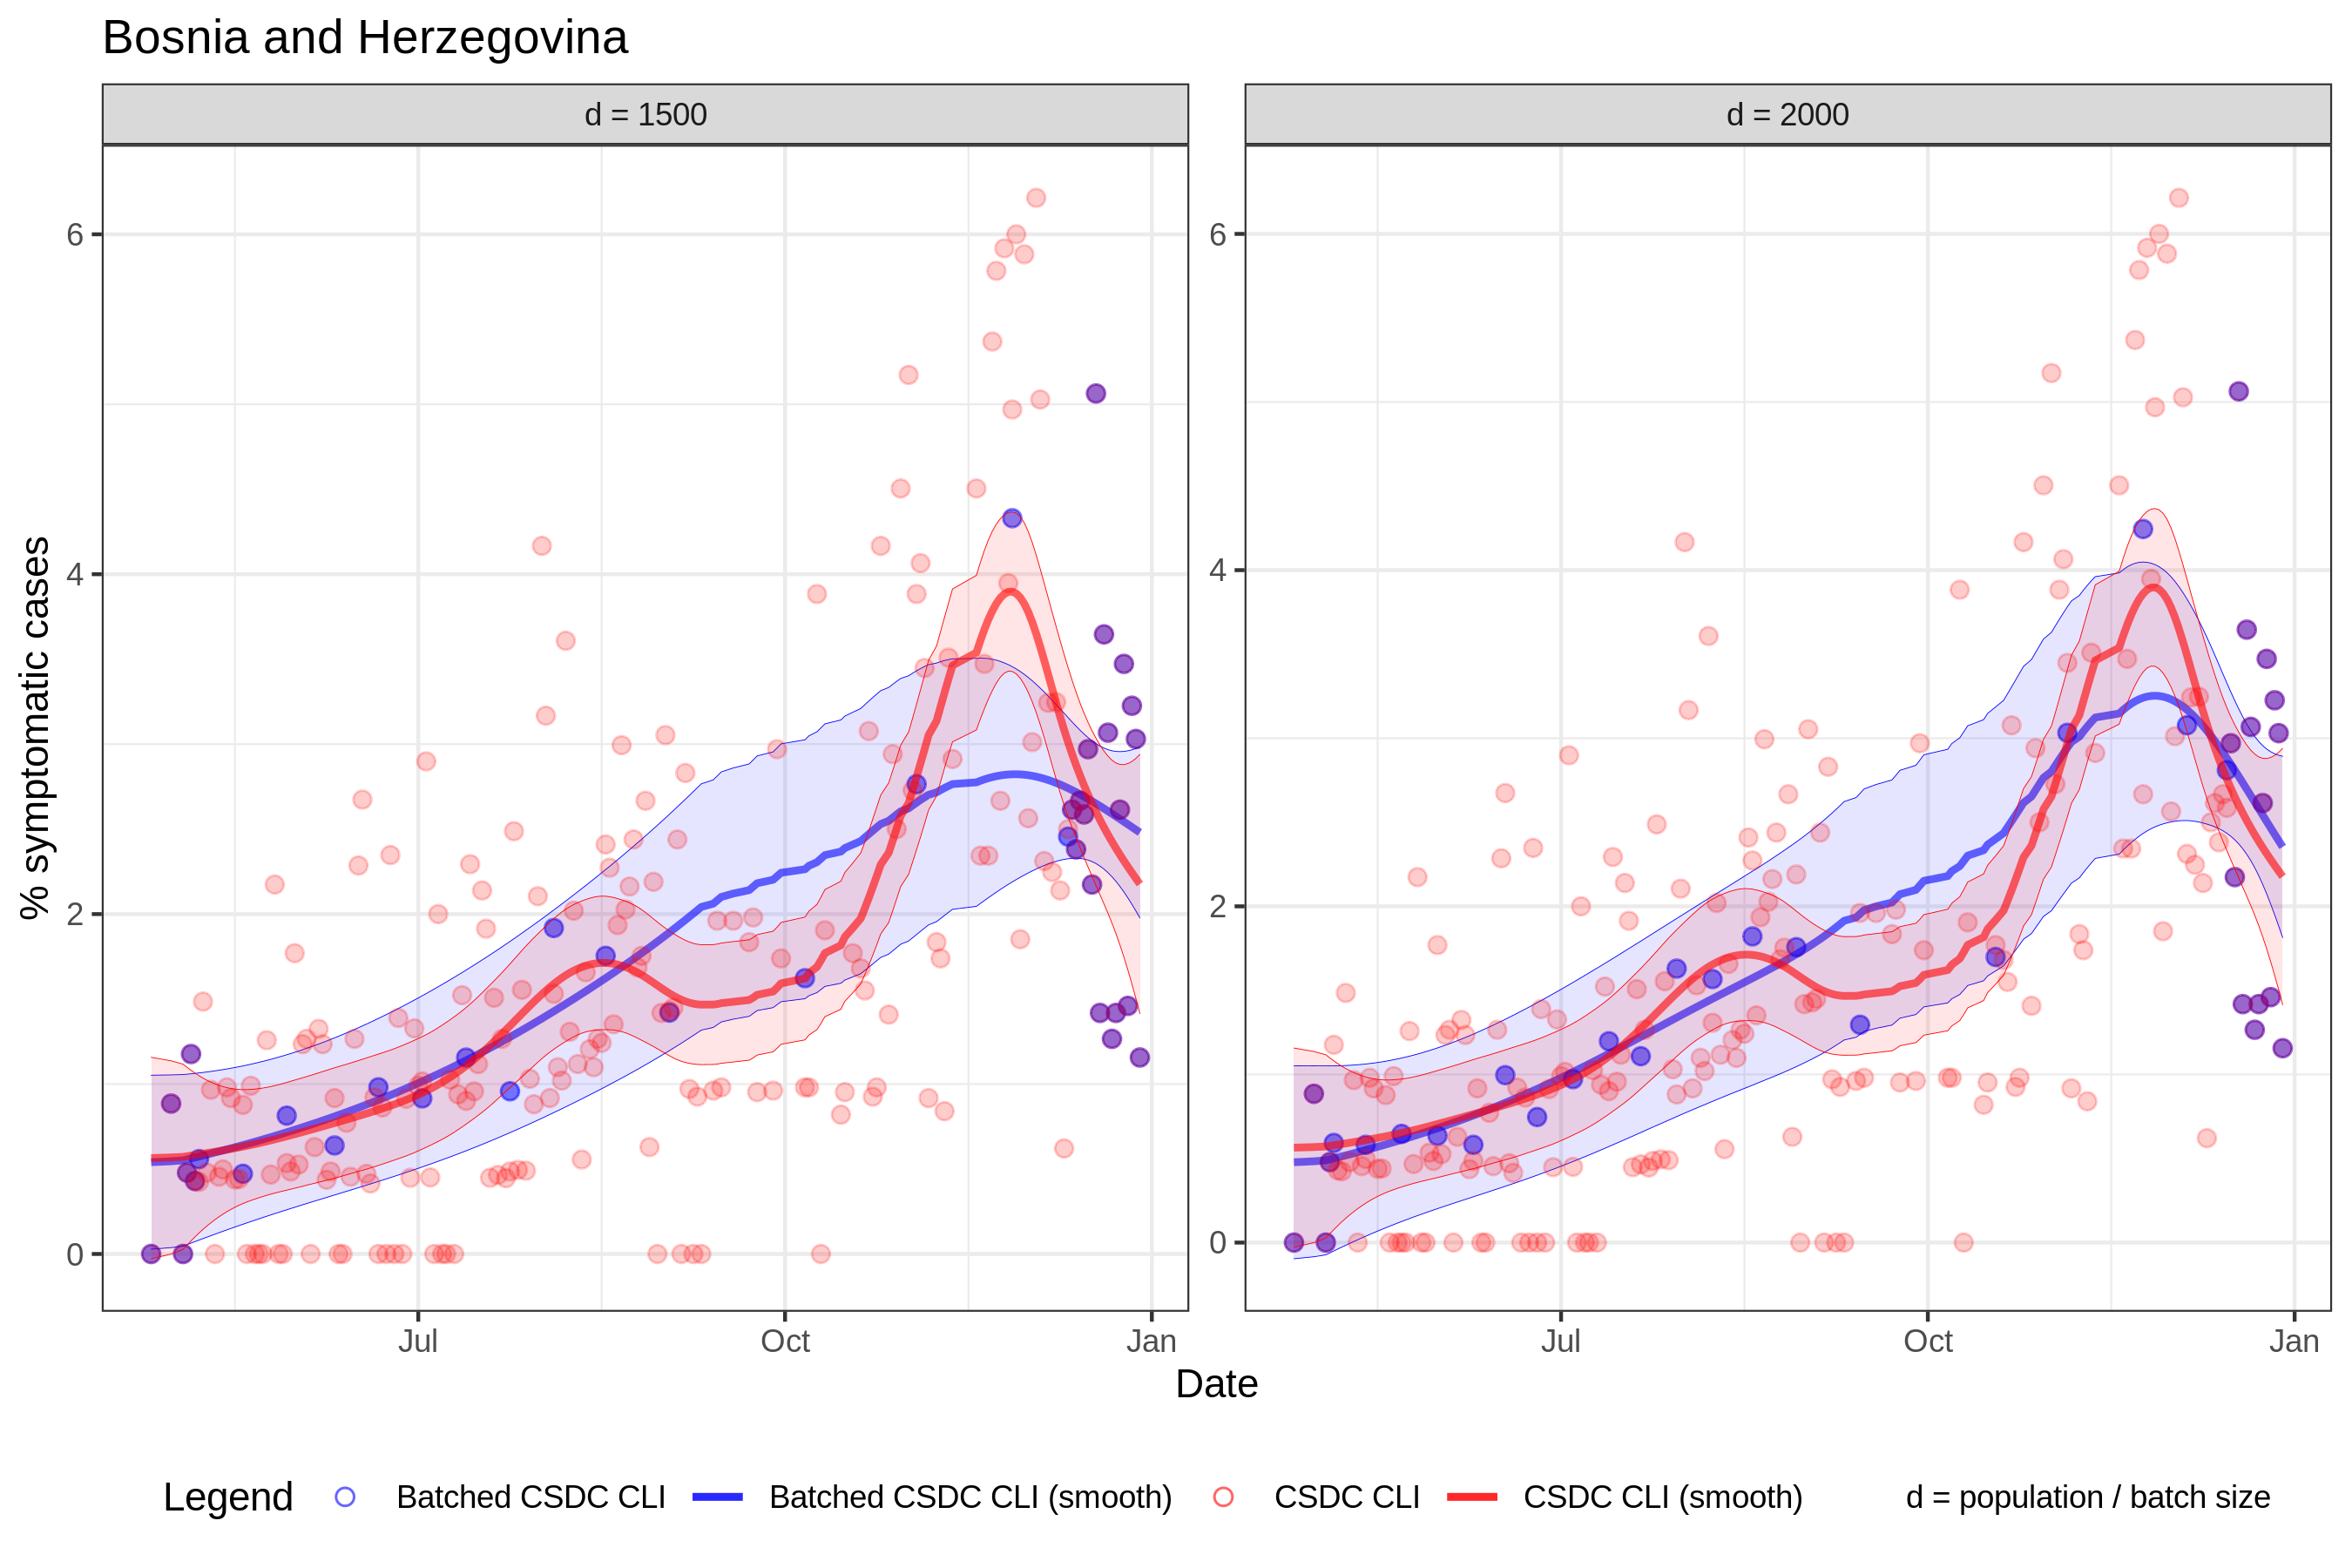 Bosnia and Herzegovina
d = 1500
d = 2000
% symptomatic cases
6
4
2
0
6
4
2
0
Jul
Oct
Jan
Jul
Oct
Jan
Date
Legend
Batched CSDC CLI
Batched CSDC CLI (smooth)
CSDC CLI
CSDC CLI (smooth)
d = population / batch size